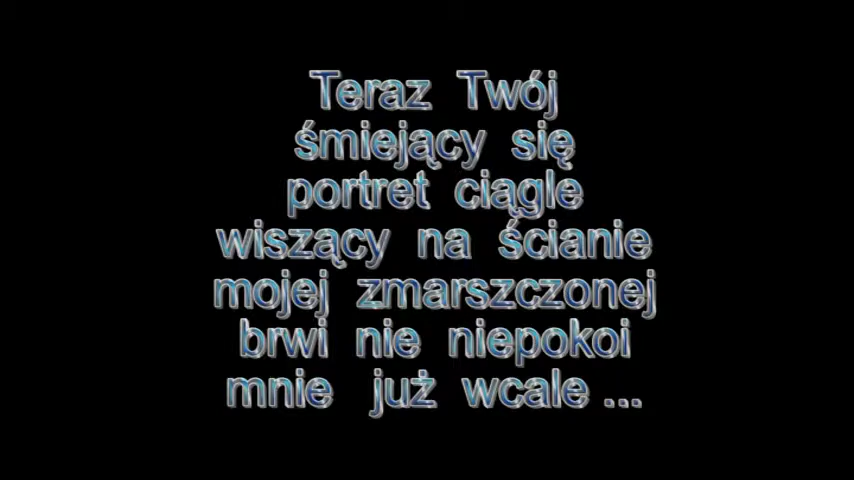 Teraz Twój
śmiejący się
portret ciągle
wiszący na ścianie
mojej zmarszczonej
brwi nie niepokoi
mnie już wcale ...